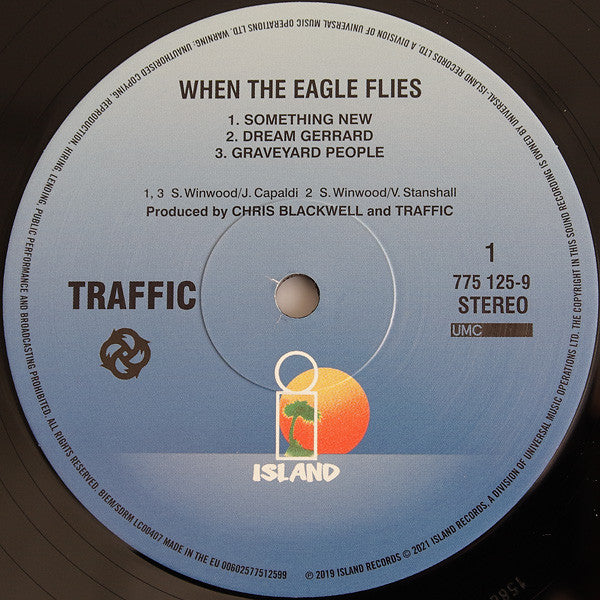 WHEN THE EAGLE FLIES
1. SOMETHING NEW
2. DREAM GERRARD
3. GRAVEYARD PEOPLE
1, 3 S. Winwood/J. Capaldi 2 S. Winwood/V. Stanshall
Produced by CHRIS BLACKWELL and TRAFFIC
TRAFFIC
1
775 125-9
STEREO
UMC
i
ISLAND
℗ 2019 ISLAND RECORDS © 2021 ISLAND RECORDS, A DIVISION OF UNIVERSAL MUSIC OPERATIONS LTD. THE COPYRIGHT IN THIS SOUND RECORDING IS OWNED BY UNIVERSAL-ISLAND RECORDS LTD. A DIVISION OF UNIVERSAL MUSIC OPERATIONS LTD. WARNING. UNAUTHORISED COPYING, REPRODUCTION, HIRING, LENDING, PUBLIC PERFORMANCE AND BROADCASTING PROHIBITED. ALL RIGHTS RESERVED. BIEM/SDRM LC00407 MADE IN THE EU 00602577512599